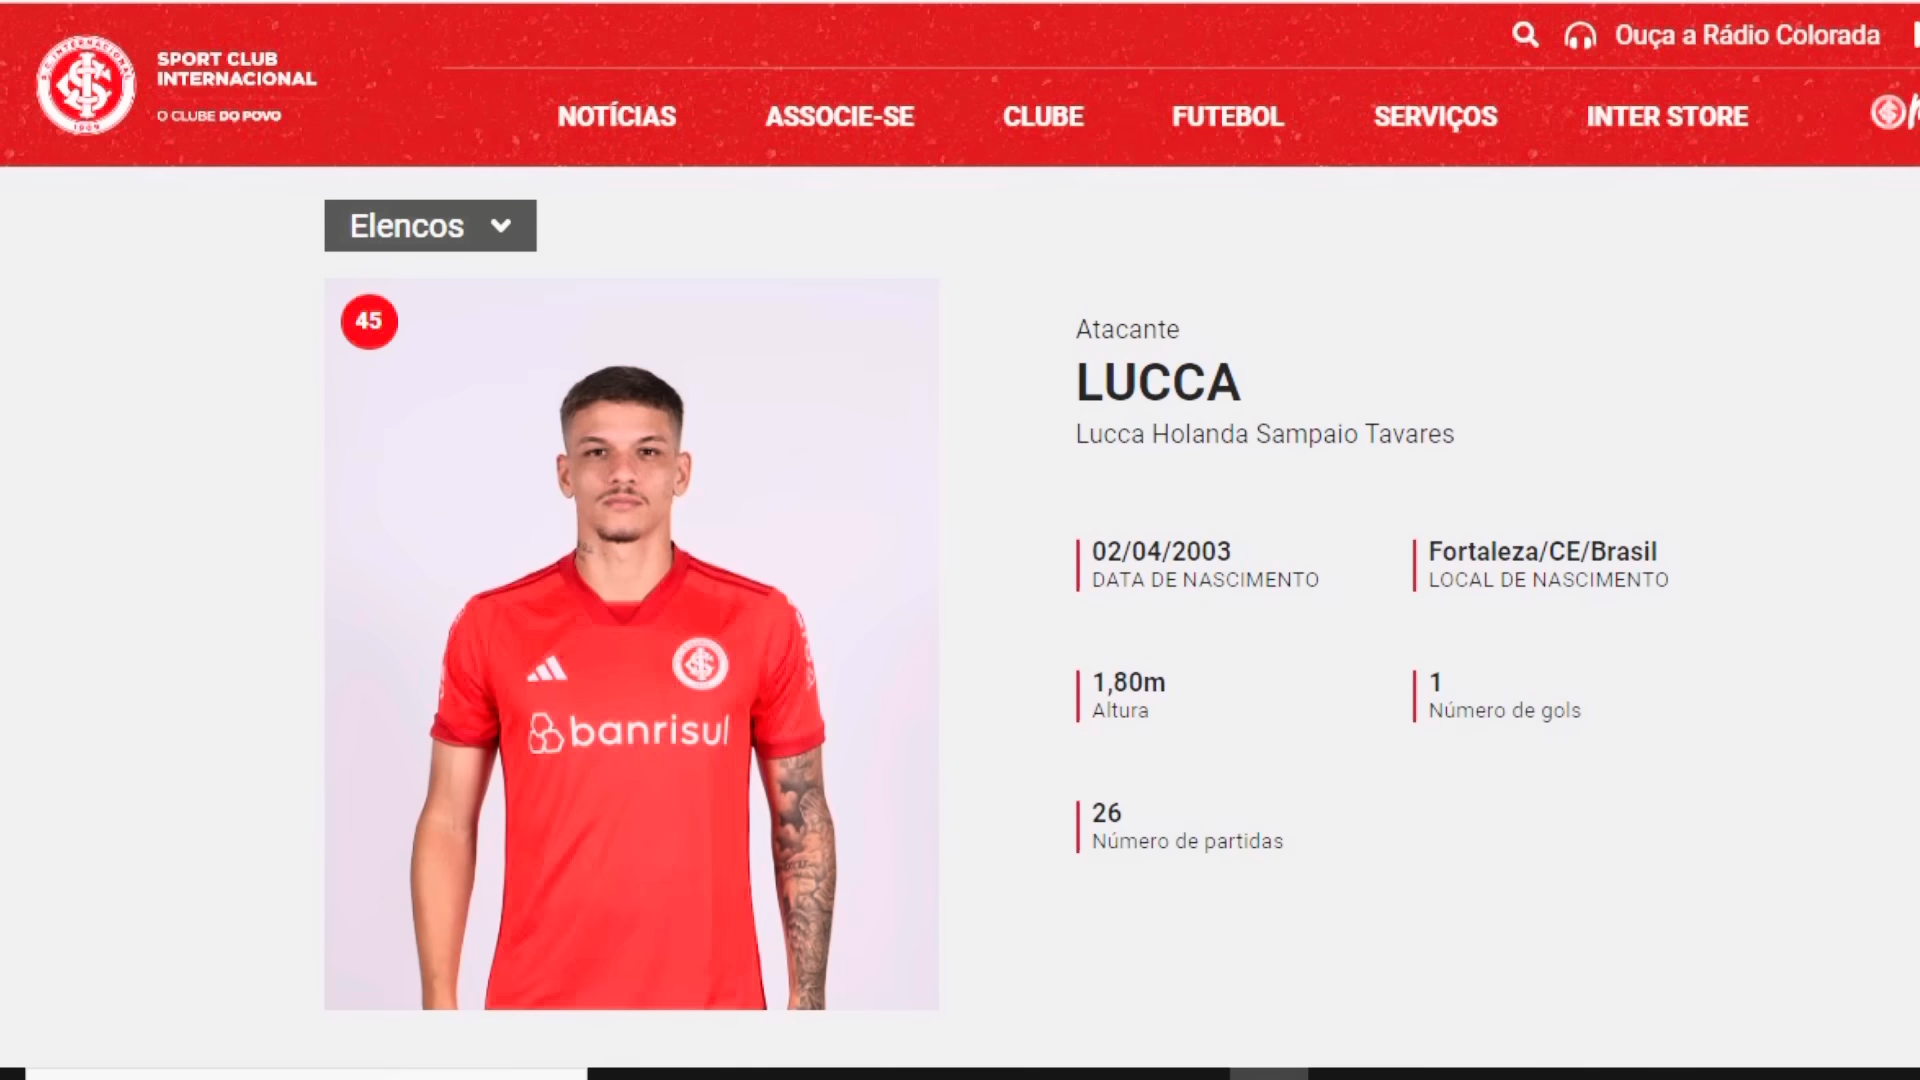 SPORT CLUB
INTERNACIONAL
O CLUBE DO POVO
Ouça a Rádio Colorada
NOTÍCIAS ASSOCIE-SE CLUBE FUTEBOL SERVIÇOS INTER STORE
Elencos
45
banrisul
Atacante
LUCCA
Lucca Holanda Sampaio Tavares
02/04/2003
DATA DE NASCIMENTO
Fortaleza/CE/Brasil
LOCAL DE NASCIMENTO
1,80m
Altura
1
Número de gols
26
Número de partidas